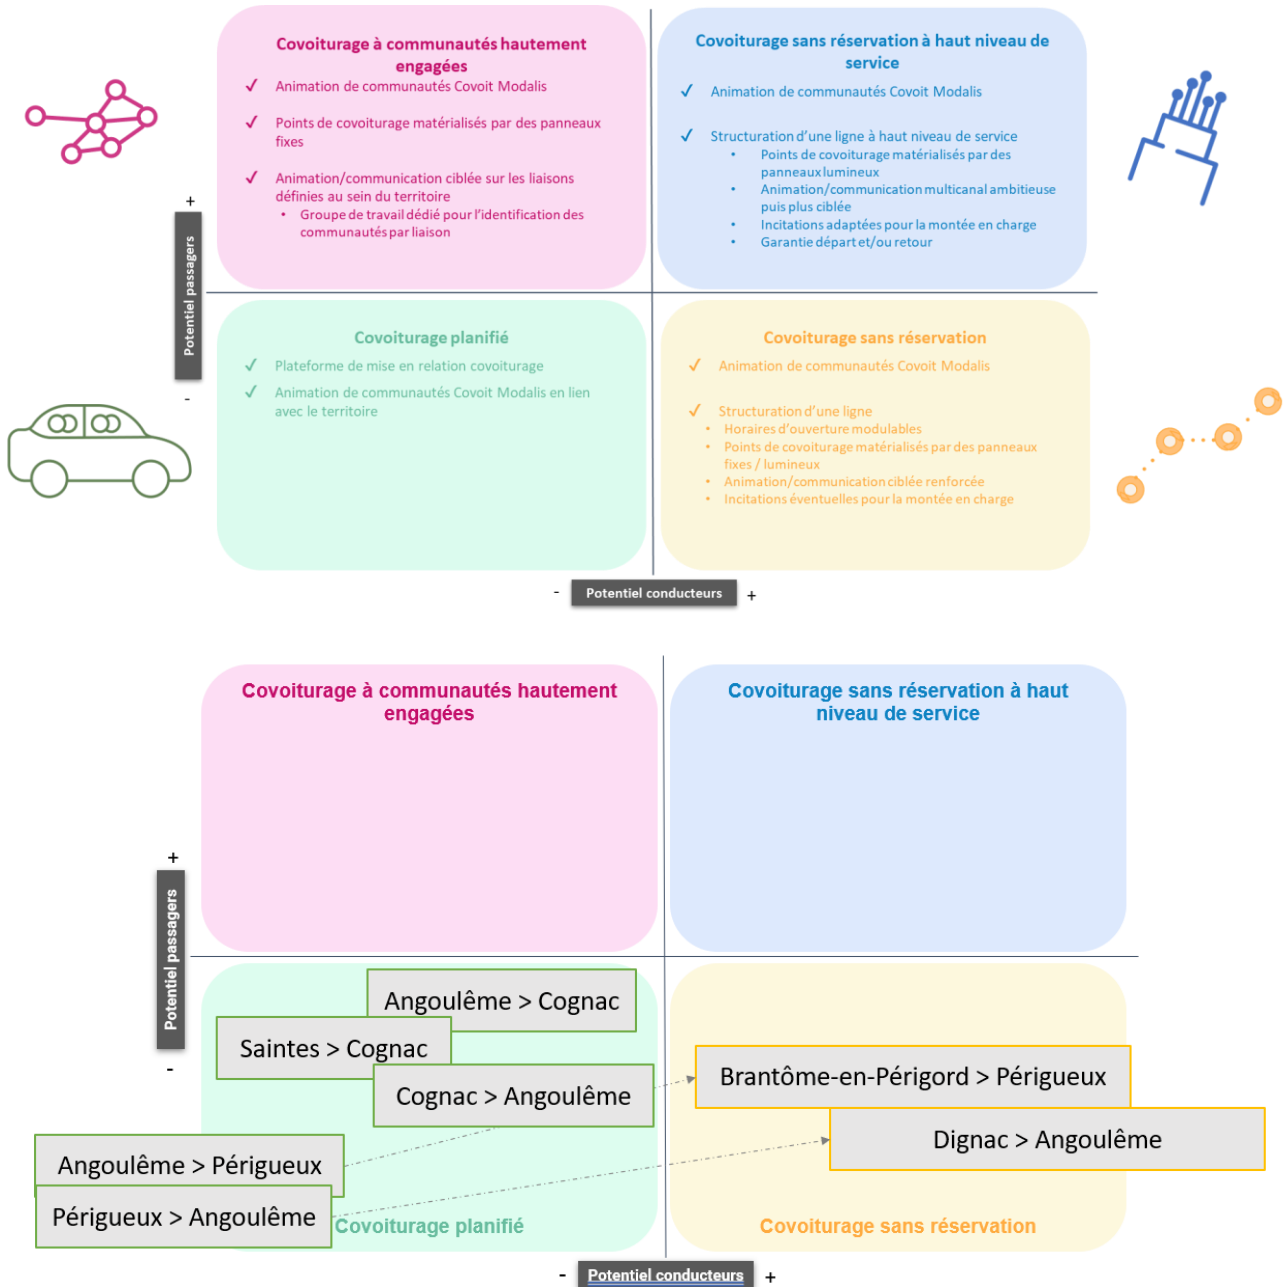 Covoiturage à communautés hautement
engagées
✓ Animation de communautés Covoit Modalis
✓ Points de covoiturage matérialisés par des panneaux
fixes
✓ Animation/communication ciblée sur les liaisons
définies au sein du territoire
• Groupe de travail dédié pour l'identification des
communautés par liaison
Covoiturage sans réservation à haut niveau de
service
✓ Animation de communautés Covoit Modalis
✓ Structuration d'une ligne à haut niveau de service
• Points de covoiturage matérialisés par des
panneaux lumineux
• Animation/communication multicanal ambitieuse
puis plus ciblée
• Incitations adaptées pour la montée en charge
• Garantie départ et/ou retour
+
Potentiel passagers
-
Covoiturage planifié
✓ Plateforme de mise en relation covoiturage
✓ Animation de communautés Covoit Modalis en lien
avec le territoire
Covoiturage sans réservation
✓ Animation de communautés Covoit Modalis
✓ Structuration d'une ligne
• Horaires d'ouverture modulables
• Points de covoiturage matérialisés par des panneaux
fixes / lumineux
• Animation/communication ciblée renforcée
• Incitations éventuelles pour la montée en charge
- Potentiel conducteurs +
Covoiturage à communautés hautement
engagées
Covoiturage sans réservation à haut
niveau de service
+
Potentiel passagers
-
Angoulême > Cognac
Saintes > Cognac
Cognac > Angoulême
Angoulême > Périgueux
Périgueux > Angoulême
Covoiturage planifié
Brantôme-en-Périgord > Périgueux
Dignac > Angoulême
Covoiturage sans réservation
- Potentiel conducteurs +